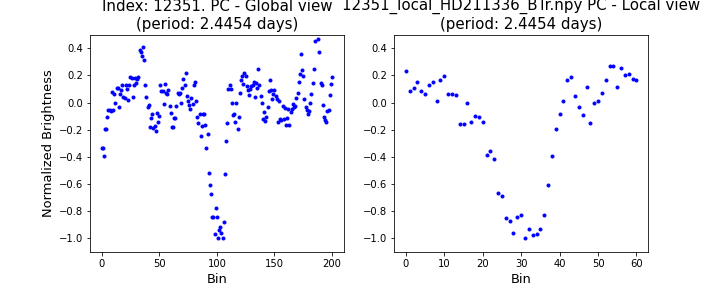 Index: 12351. PC - Global view
(period: 2.4454 days)
12351_local_HD211336_BTr.npy PC - Local view
(period: 2.4454 days)
Normalized Brightness
0.4
0.2
0.0
−0.2
−0.4
−0.6
−0.8
−1.0
0 50 100 150 200
Bin
0.4
0.2
0.0
−0.2
−0.4
−0.6
−0.8
−1.0
0 10 20 30 40 50 60
Bin